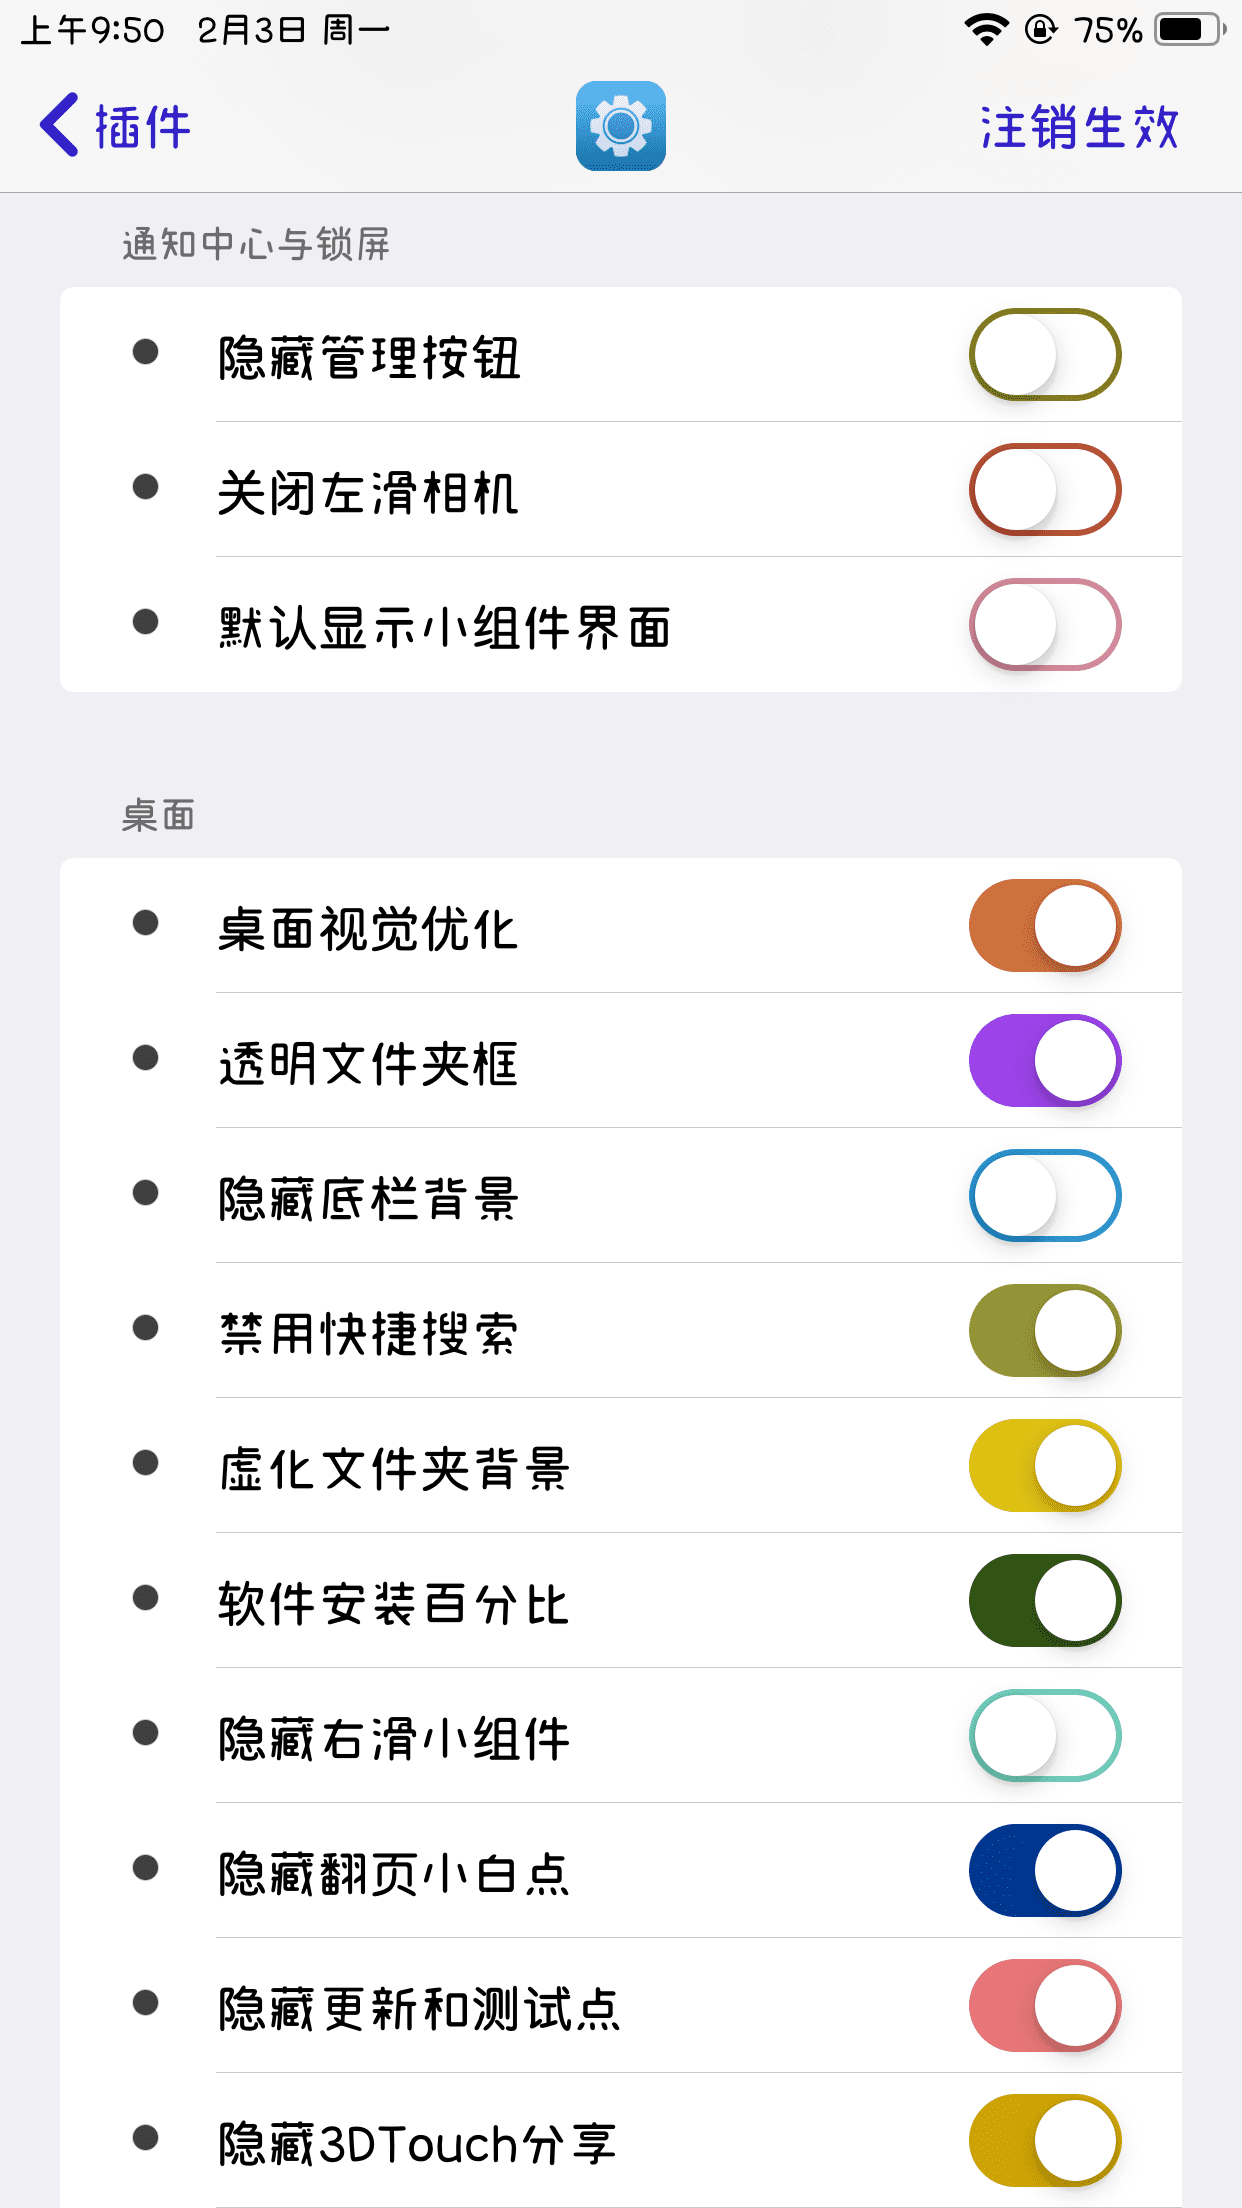 上午9:50 2月3日 周一 75%
插件 注销生效
通知中心与锁屏
隐藏管理按钮
关闭左滑相机
默认显示小组件界面
桌面
桌面视觉优化
透明文件夹框
隐藏底栏背景
禁用快捷搜索
虚化文件夹背景
软件安装百分比
隐藏右滑小组件
隐藏翻页小白点
隐藏更新和测试点
隐藏3DTouch分享